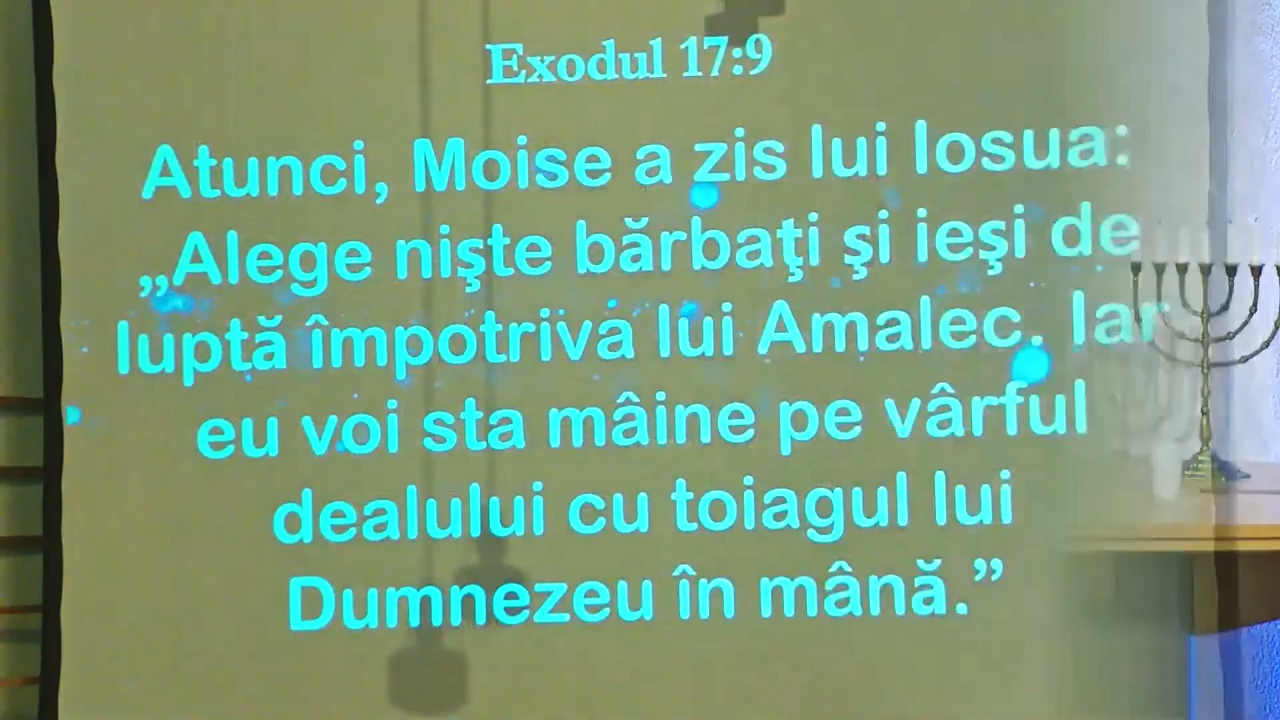 Exodul 17:9
Atunci, Moise a zis lui Iosua:
„Alege nişte bărbaţi şi ieşi de
luptă împotriva lui Amalec. Iar
eu voi sta mâine pe vârful
dealului cu toiagul lui
Dumnezeu în mână.”